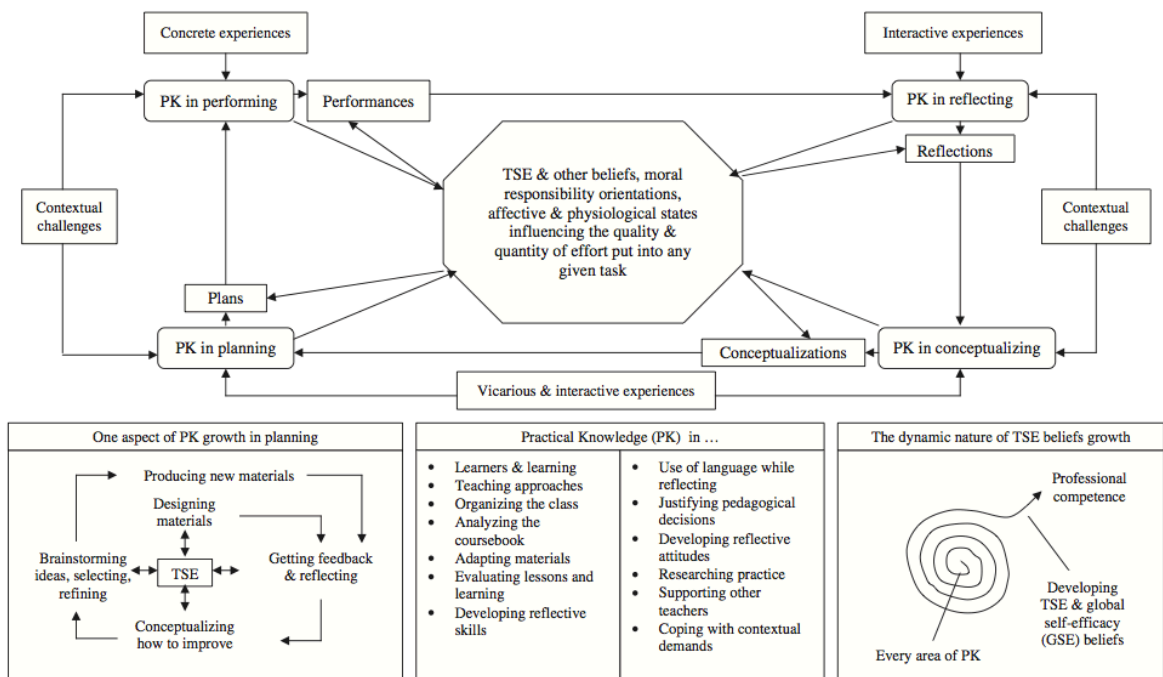 Concrete experiences
Interactive experiences
PK in performing
Performances
PK in reflecting
Reflections
TSE & other beliefs, moral
responsibility orientations,
affective & physiological states
influencing the quality &
quantity of effort put into any
given task
Contextual
challenges
Contextual
challenges
Plans
PK in planning
Conceptualizations
PK in conceptualizing
Vicarious & interactive experiences
One aspect of PK growth in planning
Producing new materials
Designing
materials
Brainstorming
ideas, selecting,
refining
TSE
Getting feedback
& reflecting
Conceptualizing
how to improve
Practical Knowledge (PK) in …
• Learners & learning
• Teaching approaches
• Organizing the class
• Analyzing the
coursebook
• Adapting materials
• Evaluating lessons and
learning
• Developing reflective
skills
• Use of language while
reflecting
• Justifying pedagogical
decisions
• Developing reflective
attitudes
• Researching practice
• Supporting other
teachers
• Coping with contextual
demands
The dynamic nature of TSE beliefs growth
Professional
competence
Developing
TSE & global
self-efficacy
(GSE) beliefs
Every area of PK